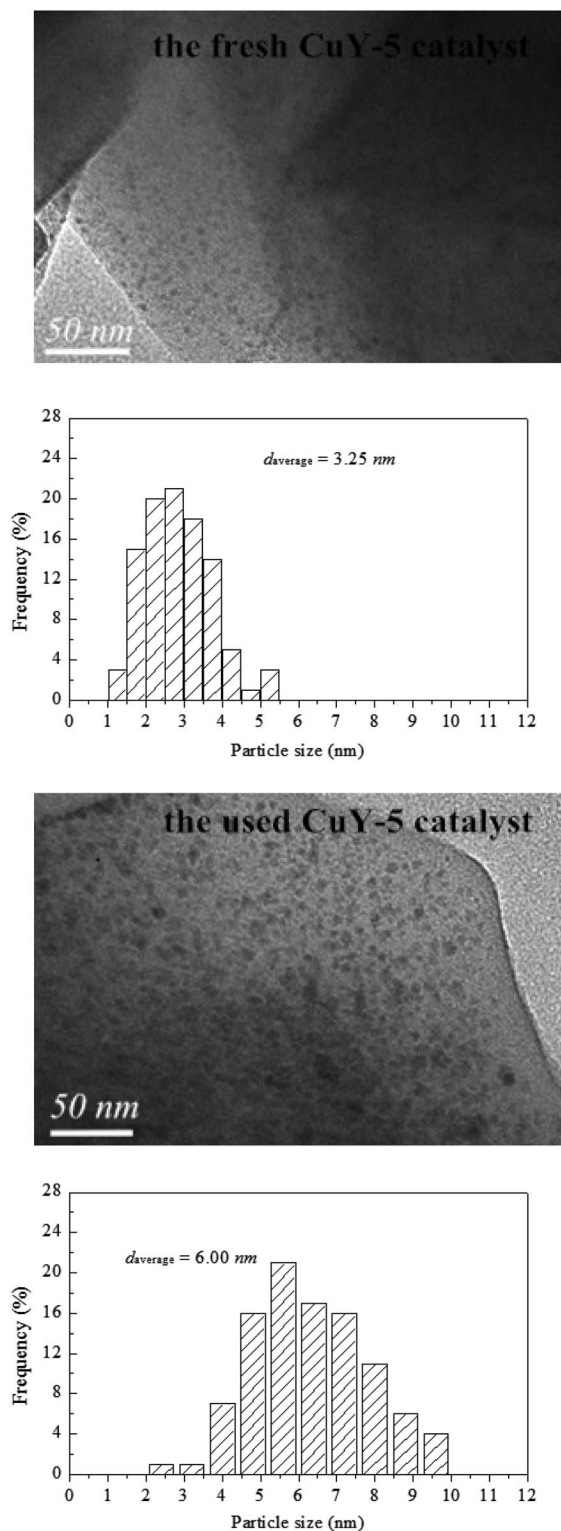 the fresh CuY-5 catalyst
50 nm
28
24
20
16
12
8
4
0
Frequency (%)
daverage = 3.25 nm
0 1 2 3 4 5 6 7 8 9 10 11 12
Particle size (nm)
the used CuY-5 catalyst
50 nm
28
24
20
16
12
8
4
0
Frequency (%)
daverage = 6.00 nm
0 1 2 3 4 5 6 7 8 9 10 11 12
Particle size (nm)